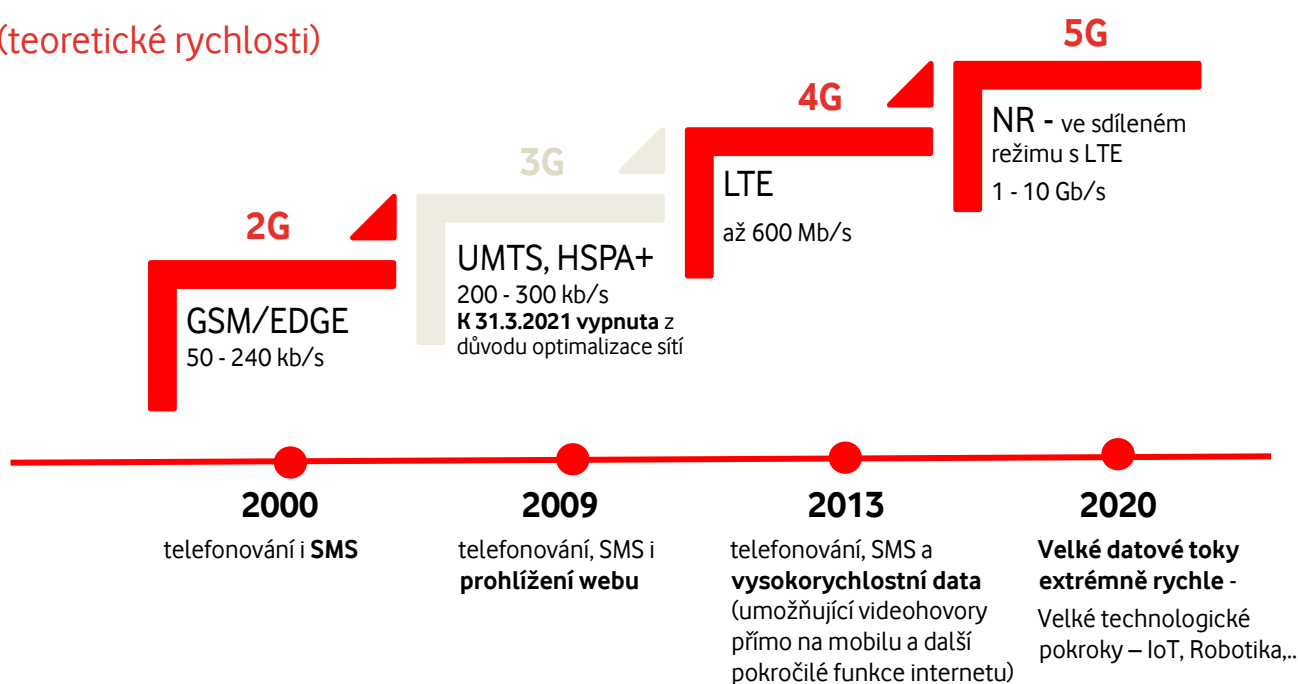 (teoretické rychlosti)
2G
GSM/EDGE
50 - 240 kb/s
3G
UMTS, HSPA+
200 - 300 kb/s
K 31.3.2021 vypnuta z
důvodu optimalizace sítí
4G
LTE
až 600 Mb/s
5G
NR - ve sdíleném
režimu s LTE
1 - 10 Gb/s
2000
telefonování i SMS
2009
telefonování, SMS i
prohlížení webu
2013
telefonování, SMS a
vysokorychlostní data
(umožňující videohovory
přímo na mobilu a další
pokročilé funkce internetu)
2020
Velké datové toky
extrémně rychle -
Velké technologické
pokroky – IoT, Robotika,..